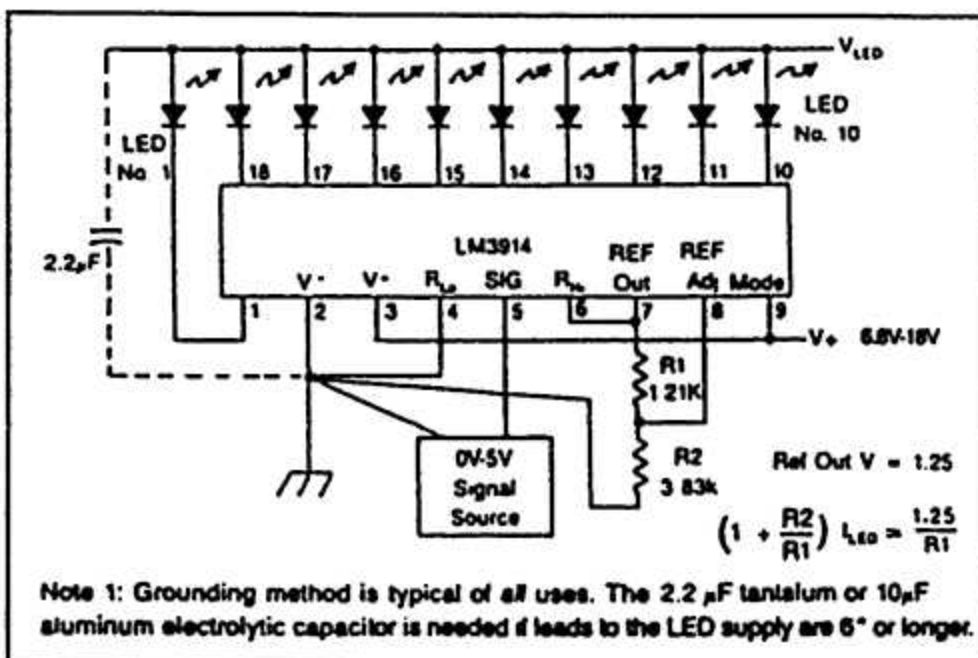 V LED
LED
No 1
LED
No. 10
18 17 16 15 14 13 12 11 10
2.2µF
LM3914
V- V- RLo SIG RHi REF Out REF Adj Mode
1 2 3 4 5 6 7 8 9
V+ 6.8V-18V
R1
1 21K
R2
3 83k
0V-5V
Signal
Source
Ref Out V = 1.25
(1 + R2/R1) ILED = 1.25/R1
Note 1: Grounding method is typical of all uses. The 2.2 µF tantalum or 10µF
aluminum electrolytic capacitor is needed if leads to the LED supply are 6" or longer.